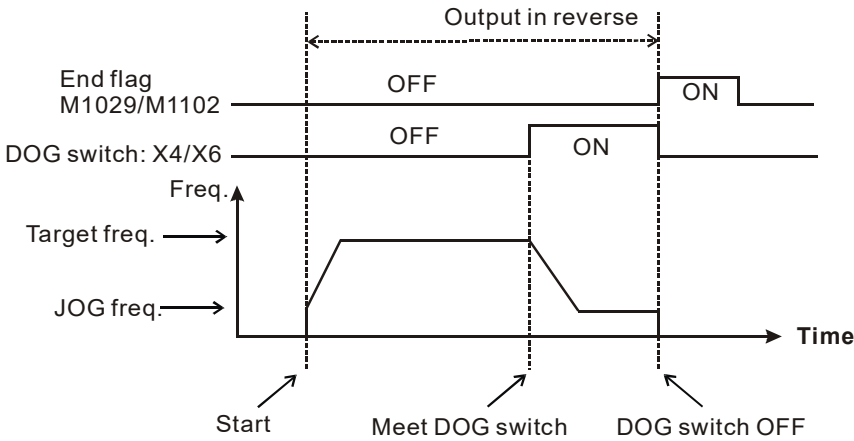 Output in reverse
End flag
M1029/M1102
OFF
ON
DOG switch: X4/X6
OFF
ON
Freq.
Target freq.
JOG freq.
Time
Start
Meet DOG switch
DOG switch OFF